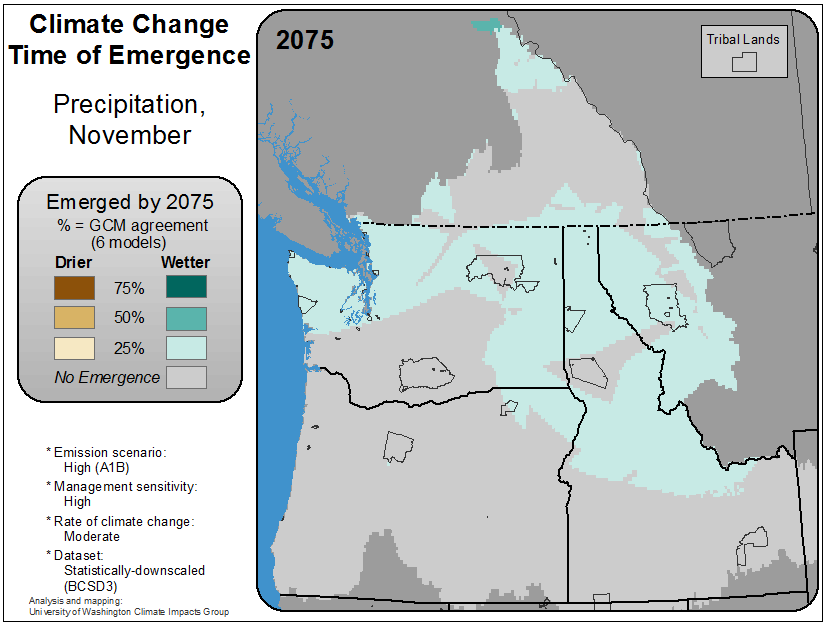 Climate Change
Time of Emergence
Precipitation,
November
Emerged by 2075
% = GCM agreement
(6 models)
Drier
Wetter
75%
50%
25%
No Emergence
* Emission scenario:
High (A1B)
* Management sensitivity:
High
* Rate of climate change:
Moderate
* Dataset:
Statistically-downscaled
(BCSD3)
Analysis and mapping:
University of Washington Climate Impacts Group
2075
Tribal Lands